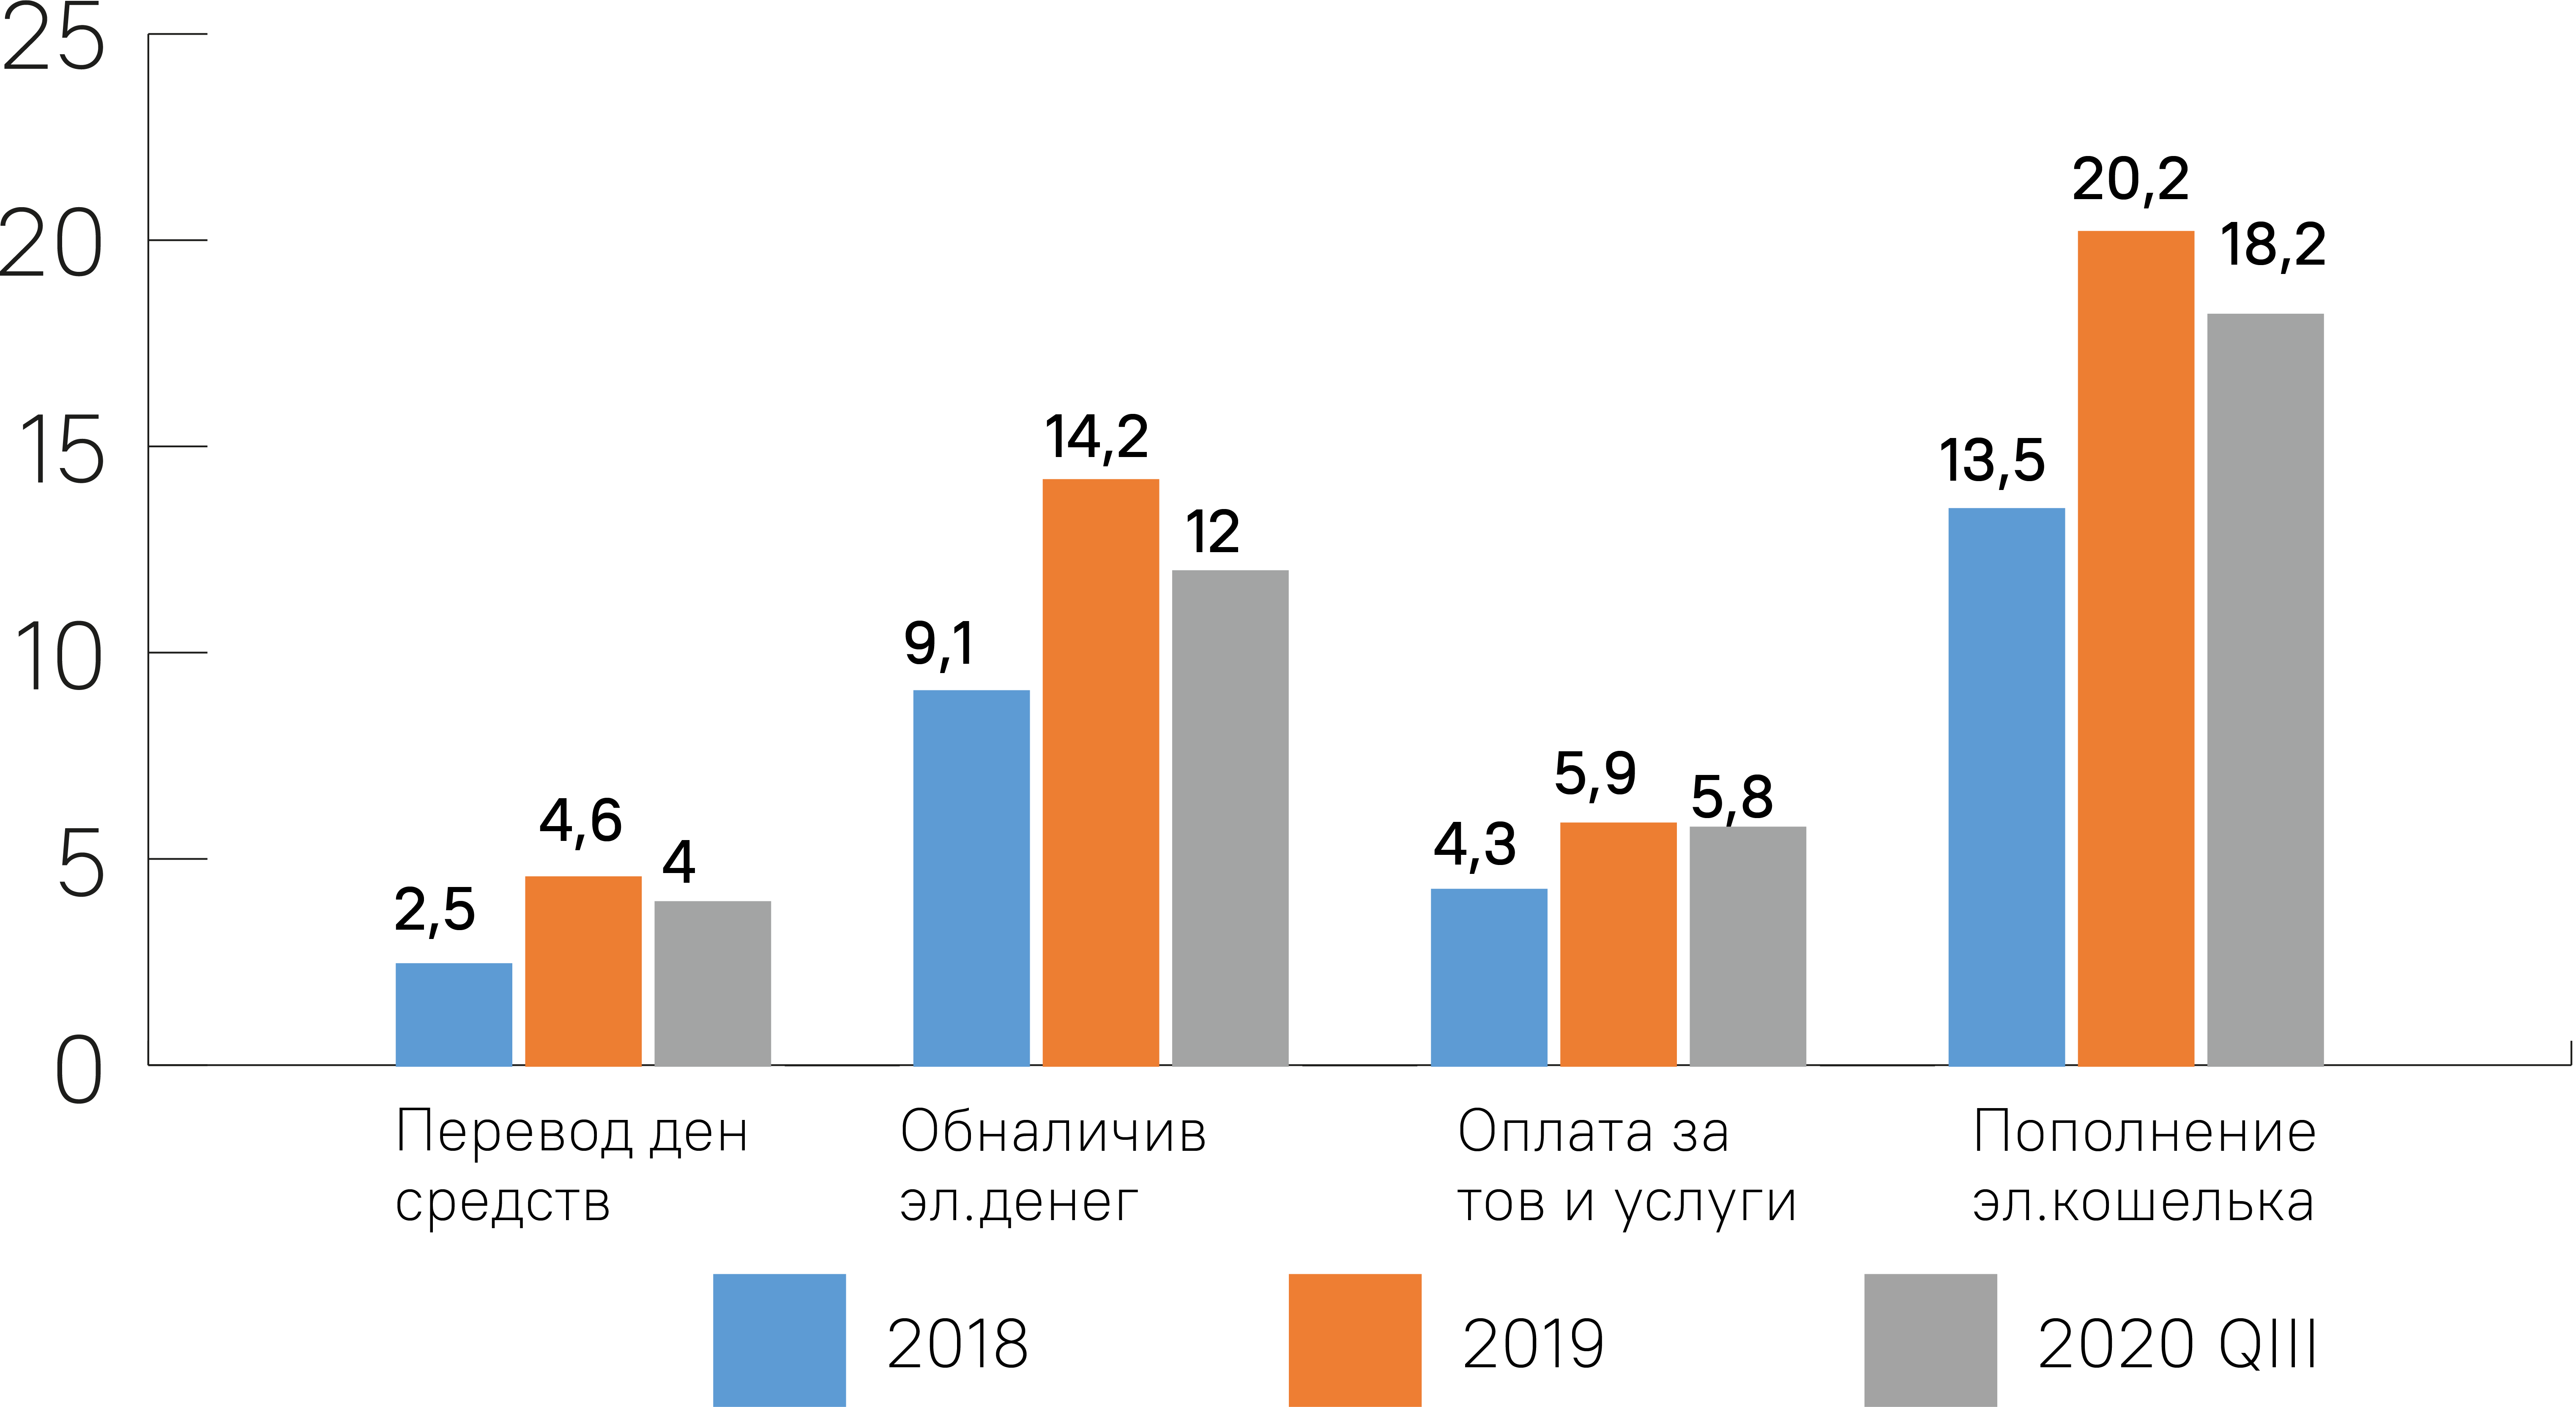 25
20
15
10
5
0
2,5
4,6
4
9,1
14,2
12
4,3
5,9
5,8
13,5
20,2
18,2
Перевод ден
средств
Обналичив
эл.денег
Оплата за
тов и услуги
Пополнение
эл.кошелька
2018
2019
2020 QIII